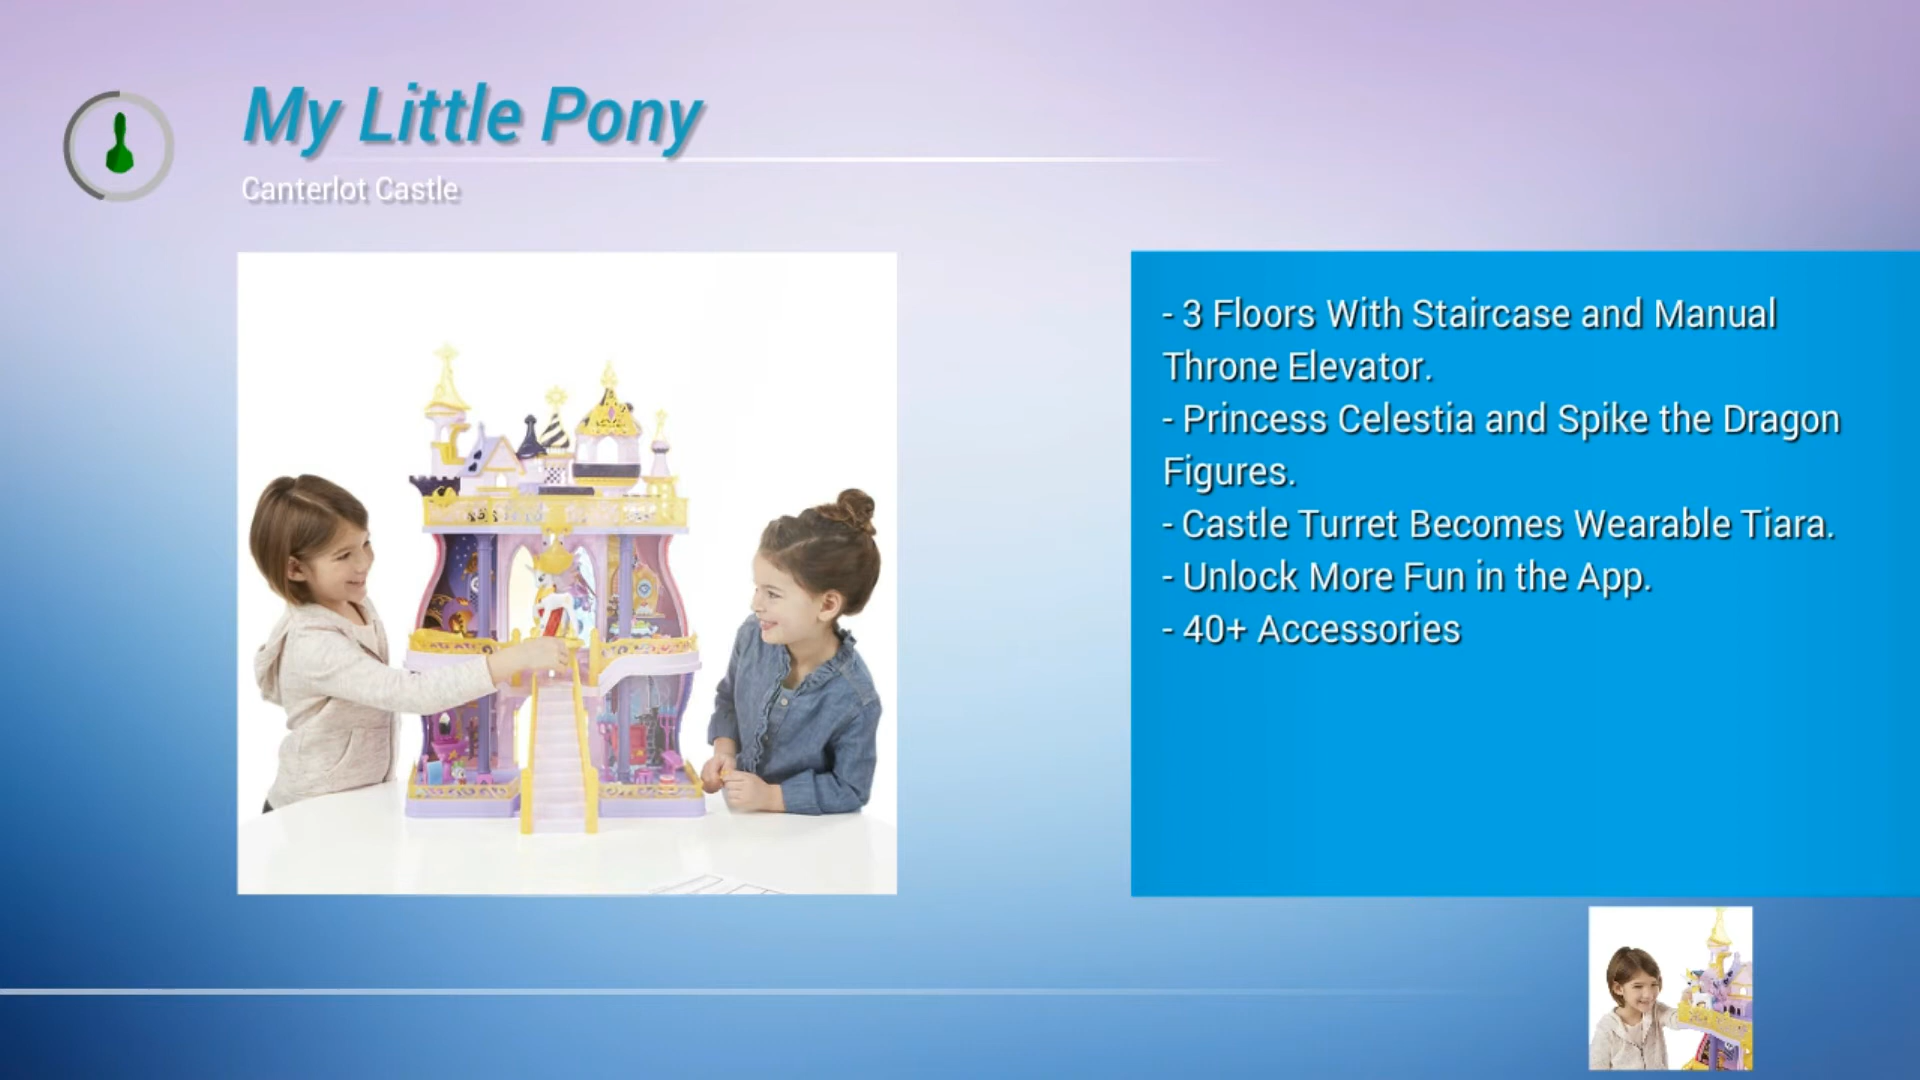 My Little Pony
Canterlot Castle
- 3 Floors With Staircase and Manual
Throne Elevator.
- Princess Celestia and Spike the Dragon
Figures.
- Castle Turret Becomes Wearable Tiara.
- Unlock More Fun in the App.
- 40+ Accessories